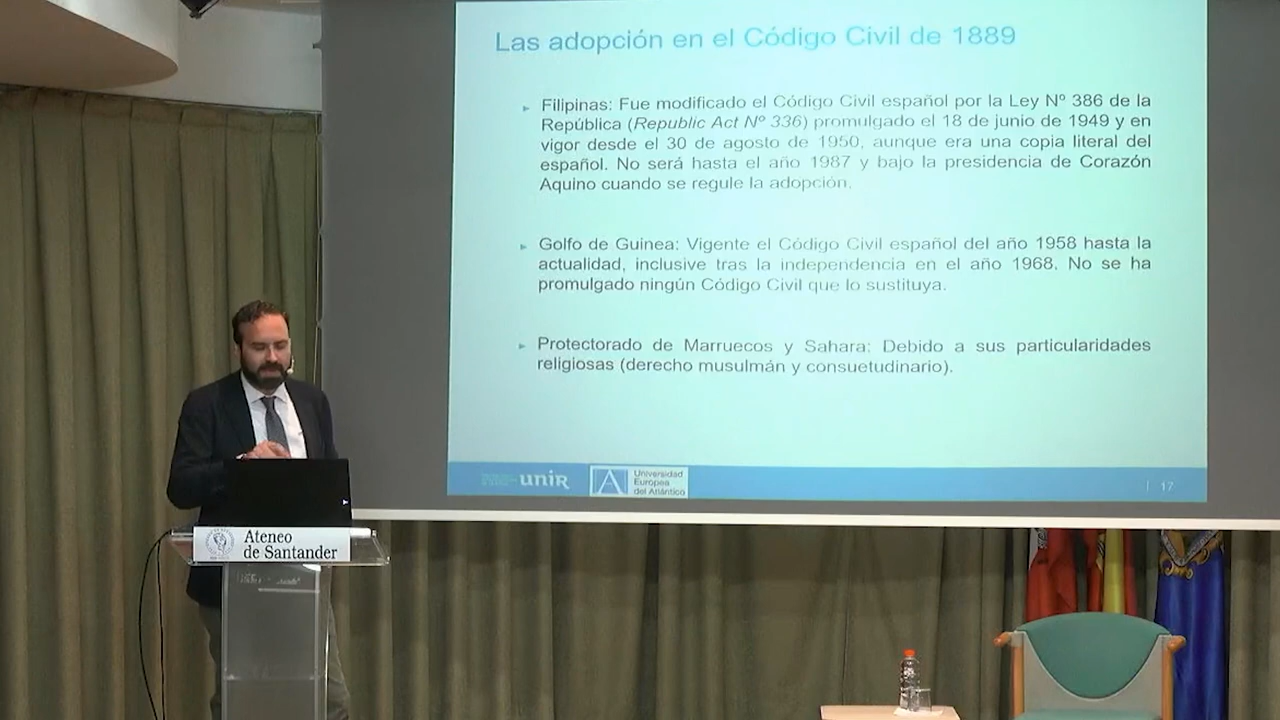 Las adopción en el Código Civil de 1889
Filipinas: Fue modificado el Código Civil español por la Ley Nº 386 de la
República (Republic Act Nº 336) promulgado el 18 de junio de 1949 y en
vigor desde el 30 de agosto de 1950, aunque era una copia literal del
español. No será hasta el año 1987 y bajo la presidencia de Corazón
Aquino cuando se regule la adopción.
Golfo de Guinea: Vigente el Código Civil español del año 1958 hasta la
actualidad, inclusive tras la independencia en el año 1968. No se ha
promulgado ningún Código Civil que lo sustituya.
Protectorado de Marruecos y Sahara: Debido a sus particularidades
religiosas (derecho musulmán y consuetudinario).
unir
Universidad
Europea
del Atlántico
17
Ateneo
de Santander